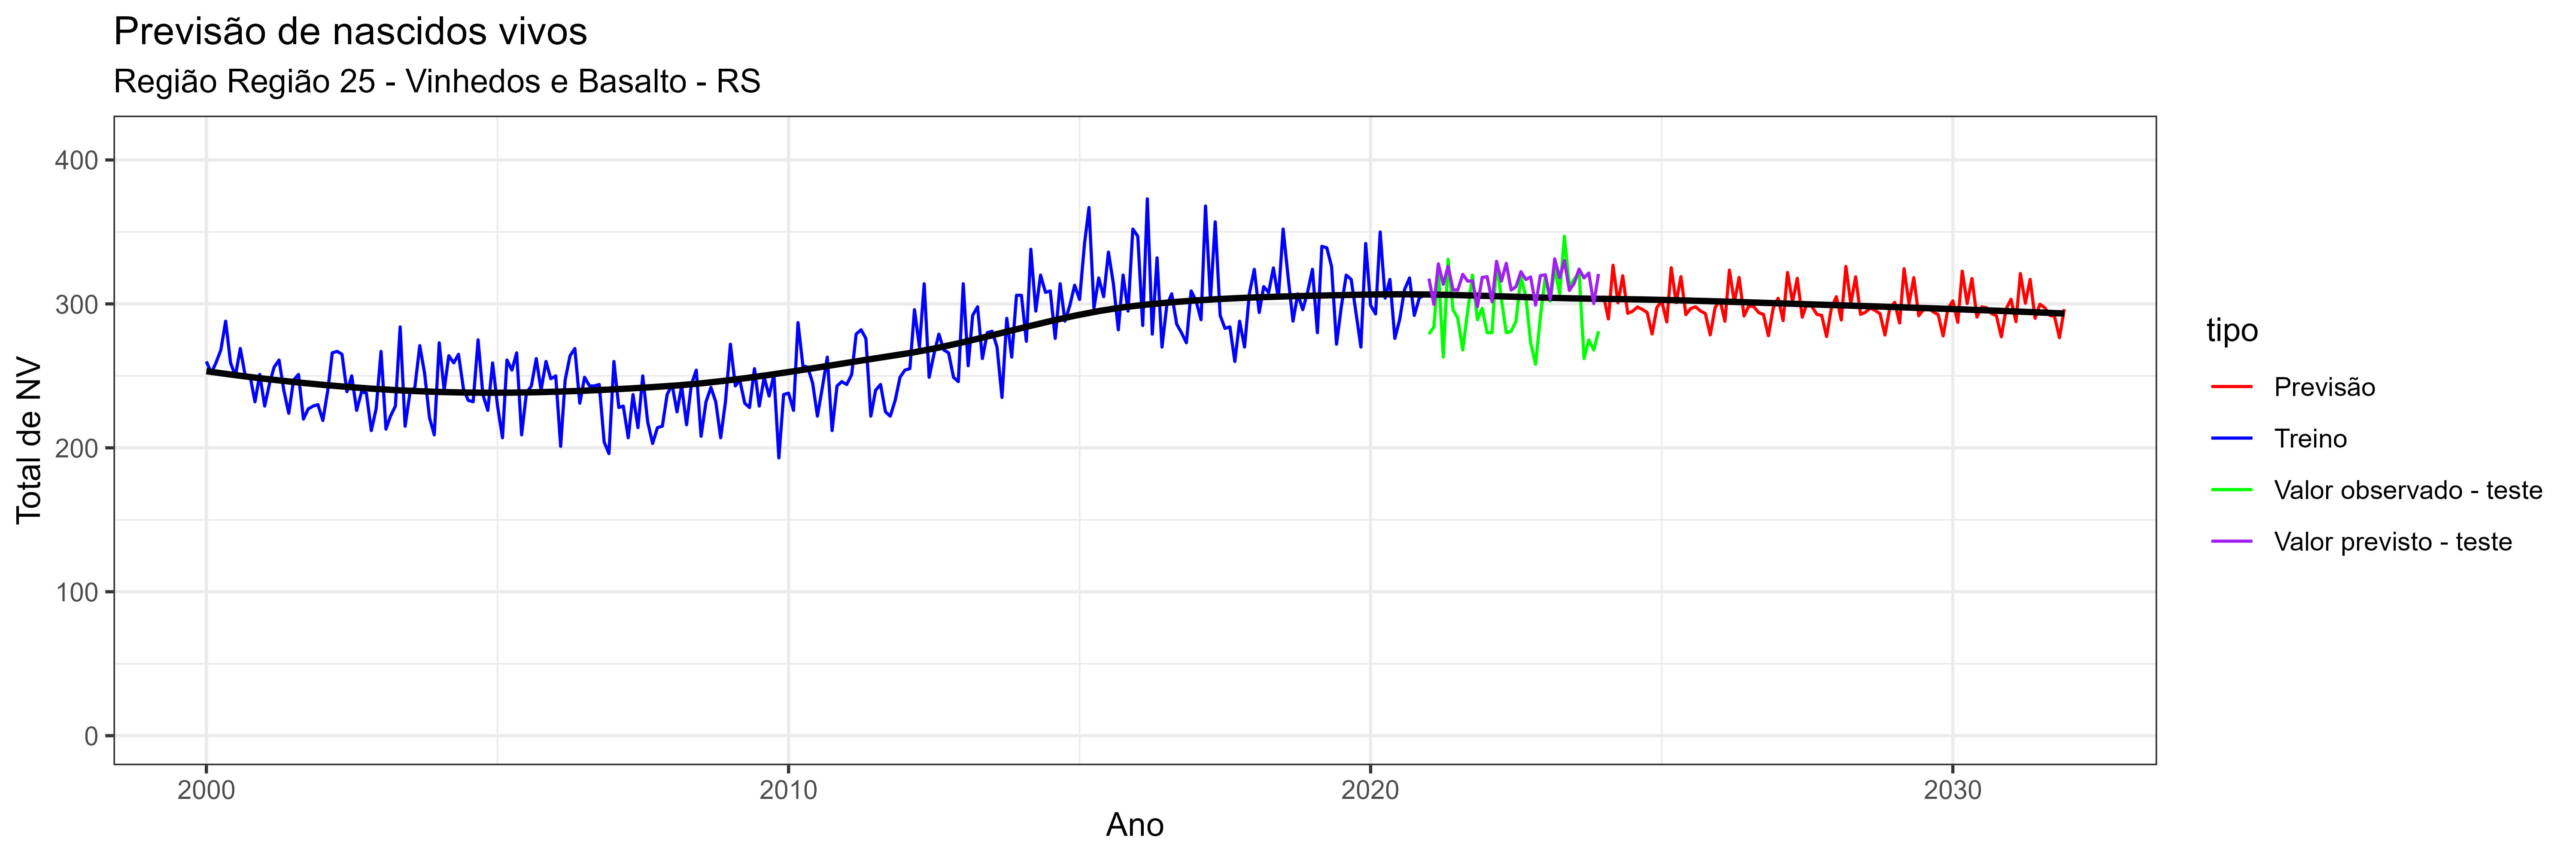 Previsão de nascidos vivos
Região Região 25 - Vinhedos e Basalto - RS
Total de NV
400
300
200
100
0
2000
2010
2020
2030
Ano
tipo
Previsão
Treino
Valor observado - teste
Valor previsto - teste